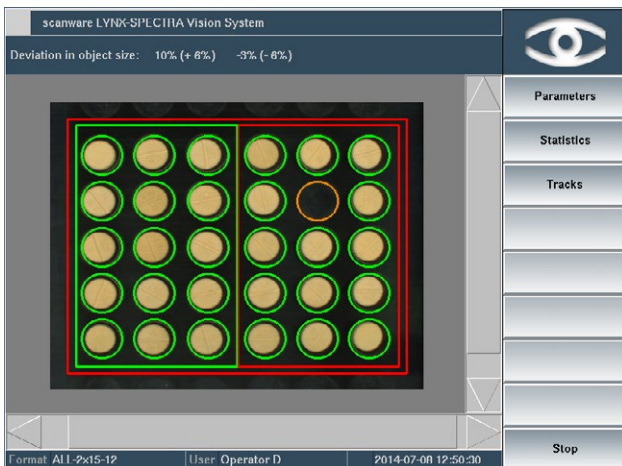 scanware LYNX-SPECTRA Vision System
Deviation in object size: 10% (+ 6%) -3% (- 6%)
Parameters
Statistics
Tracks
Stop
Format ALL-2x15-12 User Operator D 2014-07-08 12:50:30